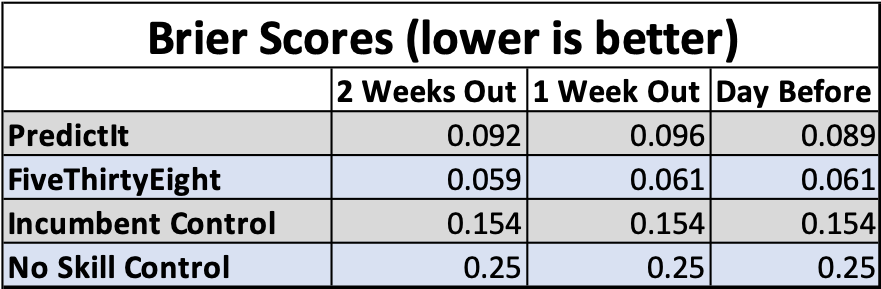 Brier Scores (lower is better)
2 Weeks Out 1 Week Out Day Before
PredictIt 0.092 0.096 0.089
FiveThirtyEight 0.059 0.061 0.061
Incumbent Control 0.154 0.154 0.154
No Skill Control 0.25 0.25 0.25